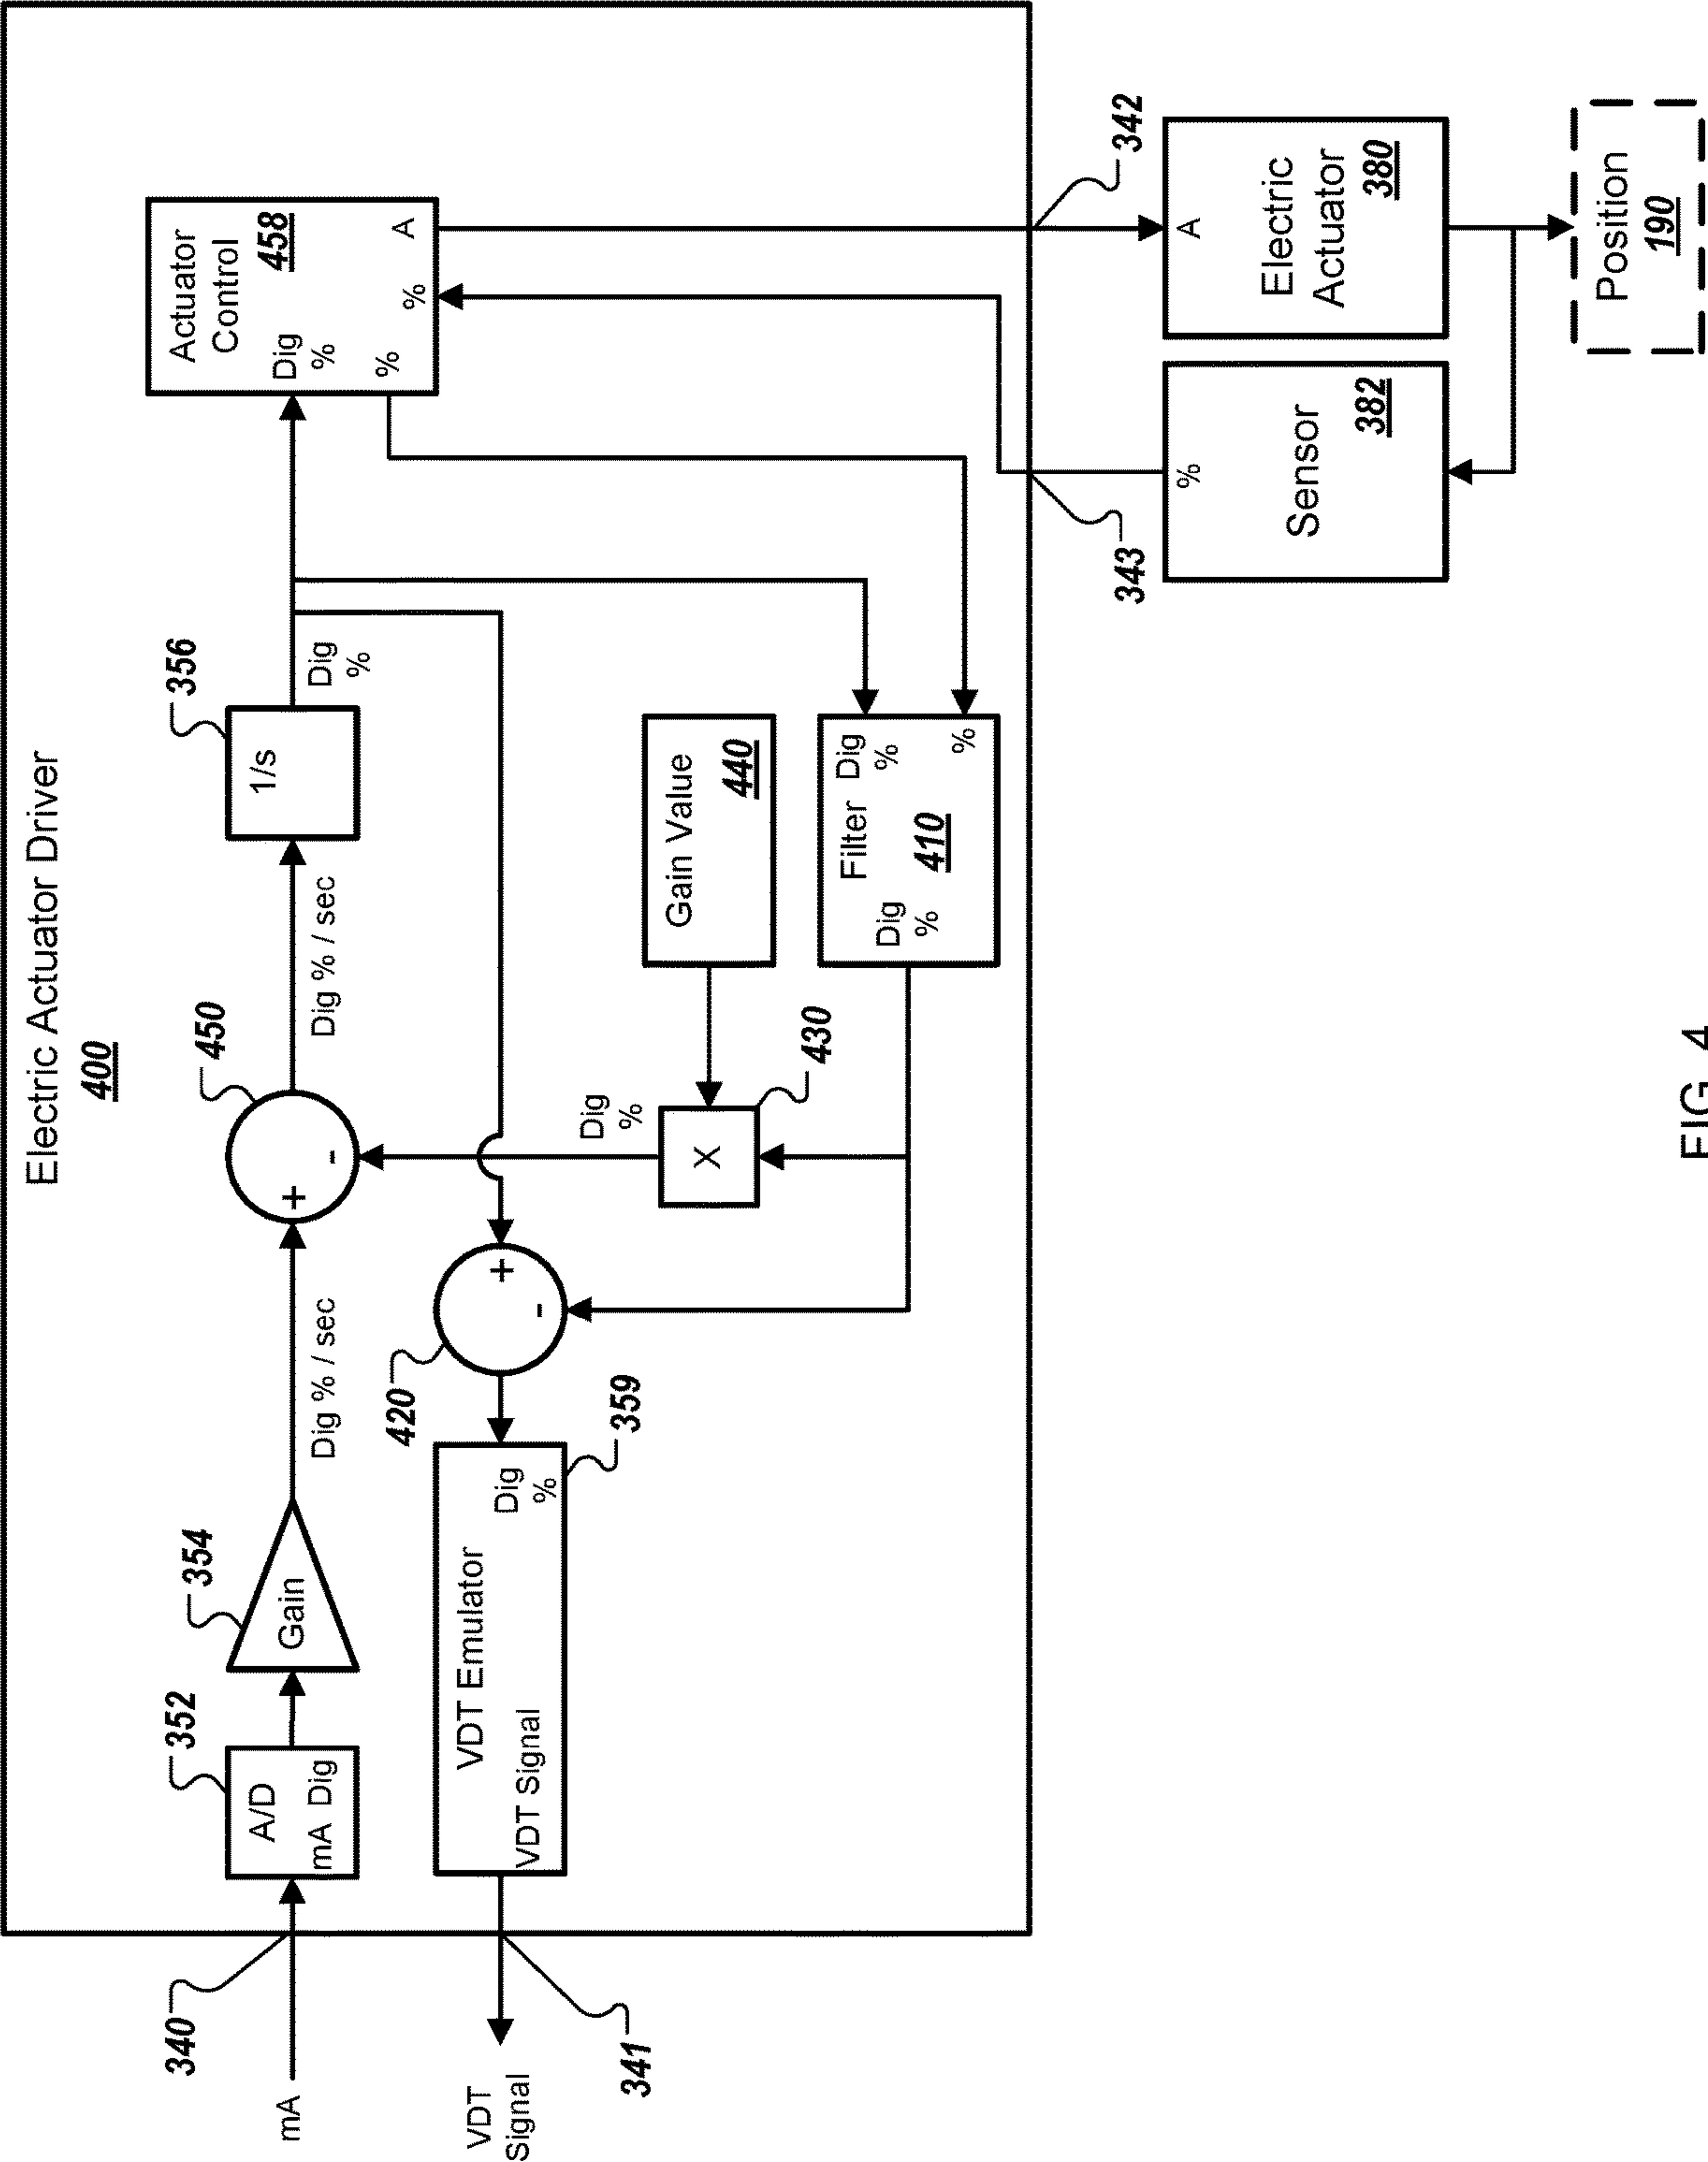 Electric Actuator Driver
400
mA
340
A/D
mA Dig
352
Gain
354
Dig % / sec
+
-
450
Dig % / sec
1/s
356
Dig
%
Actuator
Control
458
Dig
%
%
%
A
VDT
Signal
341
VDT Emulator
VDT Signal
Dig
%
359
420
+
-
Dig
%
X
430
Gain Value
440
Filter
410
Dig
%
Dig
%
%
343
342
Sensor
382
%
A
Electric
Actuator
380
Position
190
FIG. 4